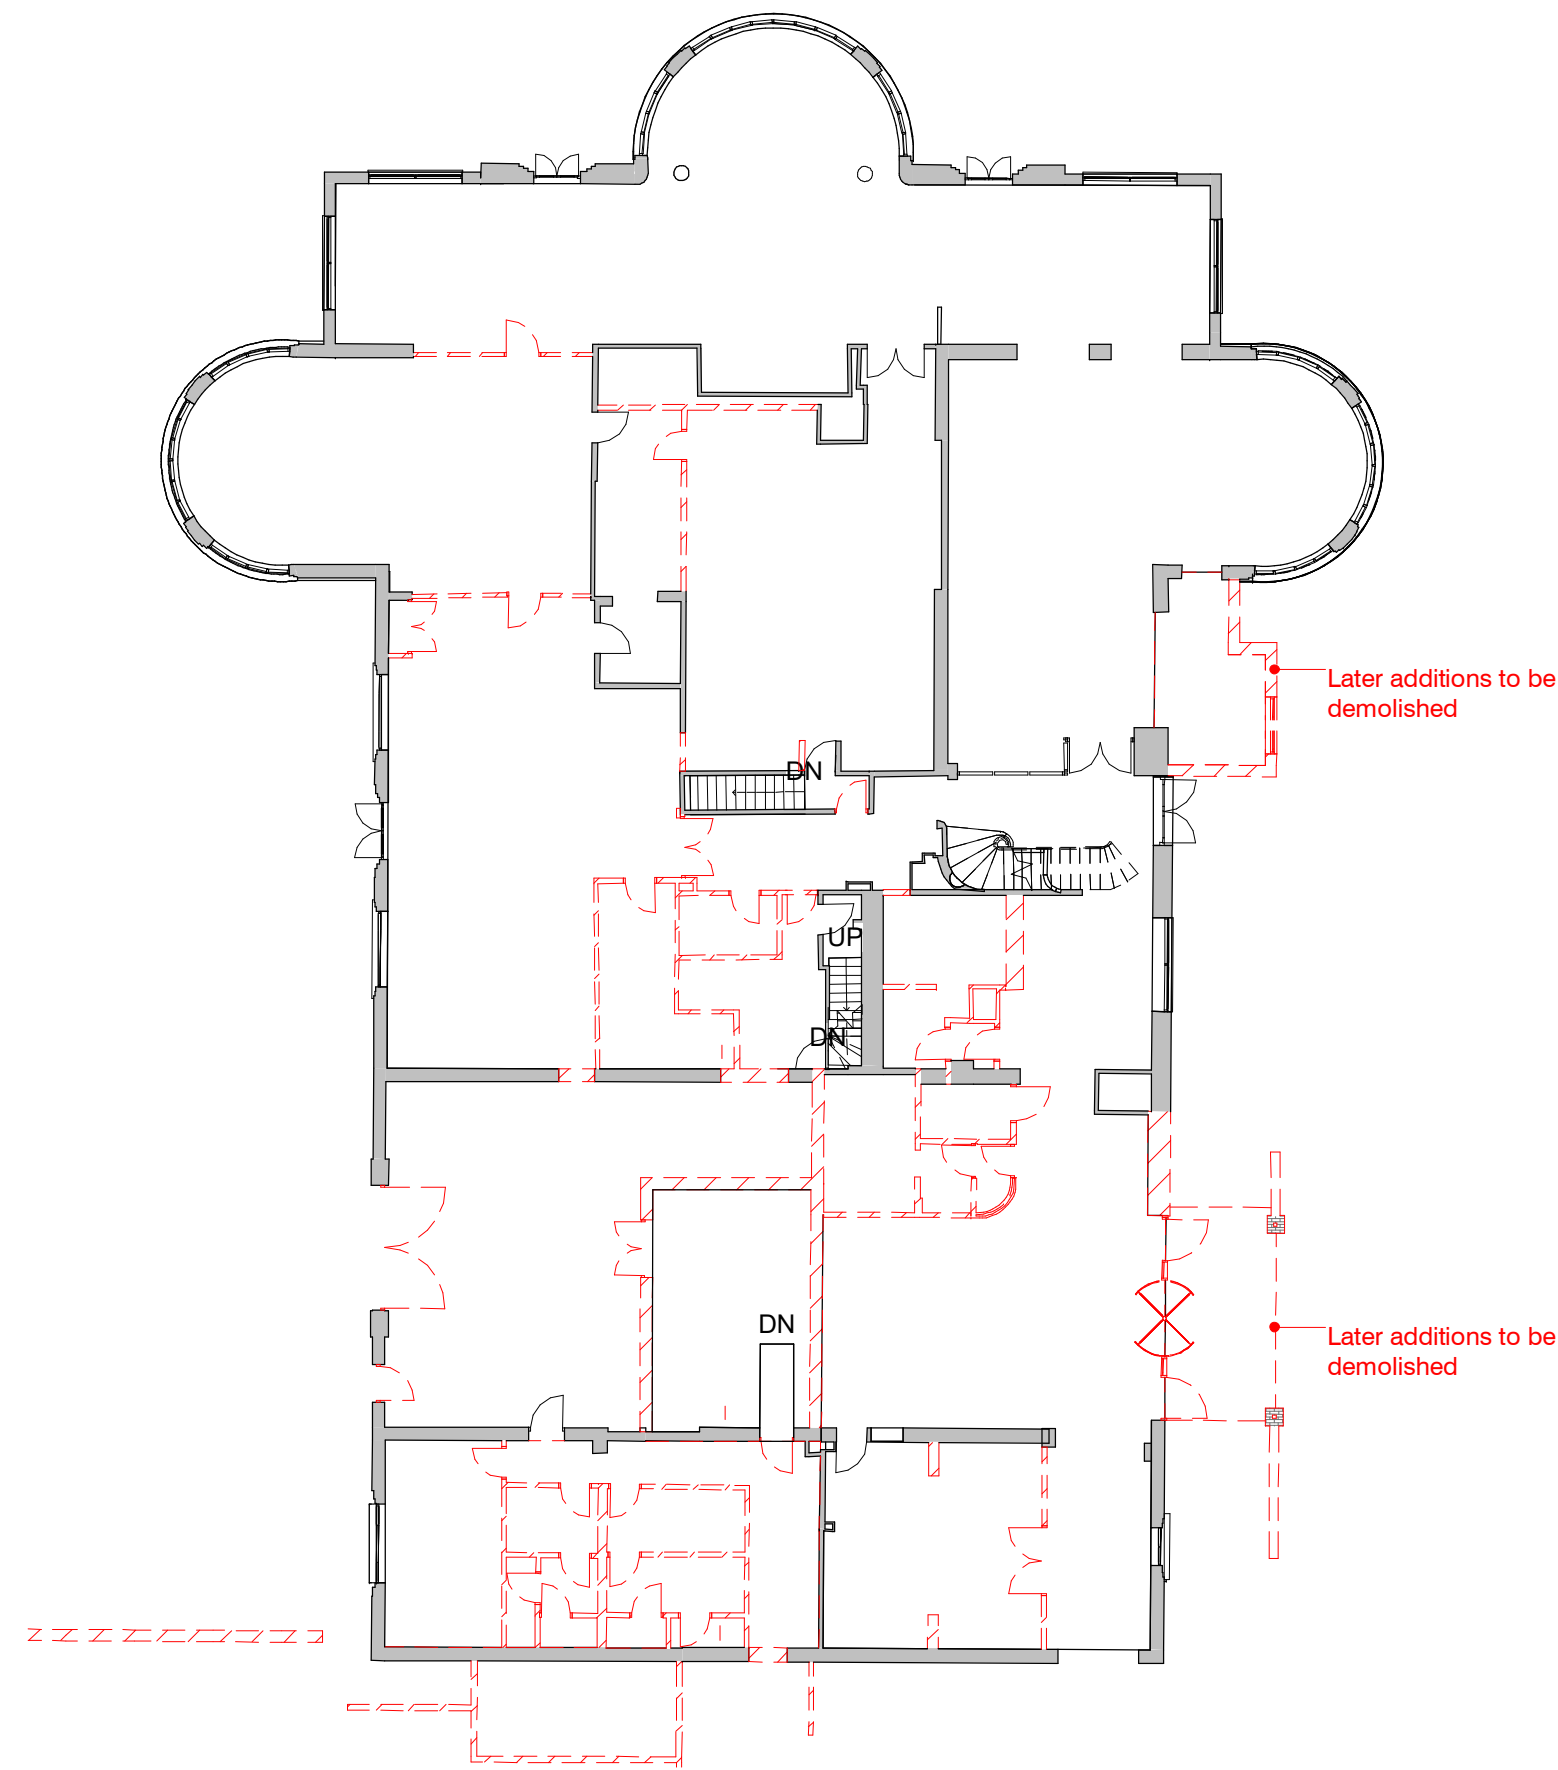 Later additions to be
demolished
DN
UP
DN
DN
Later additions to be
demolished